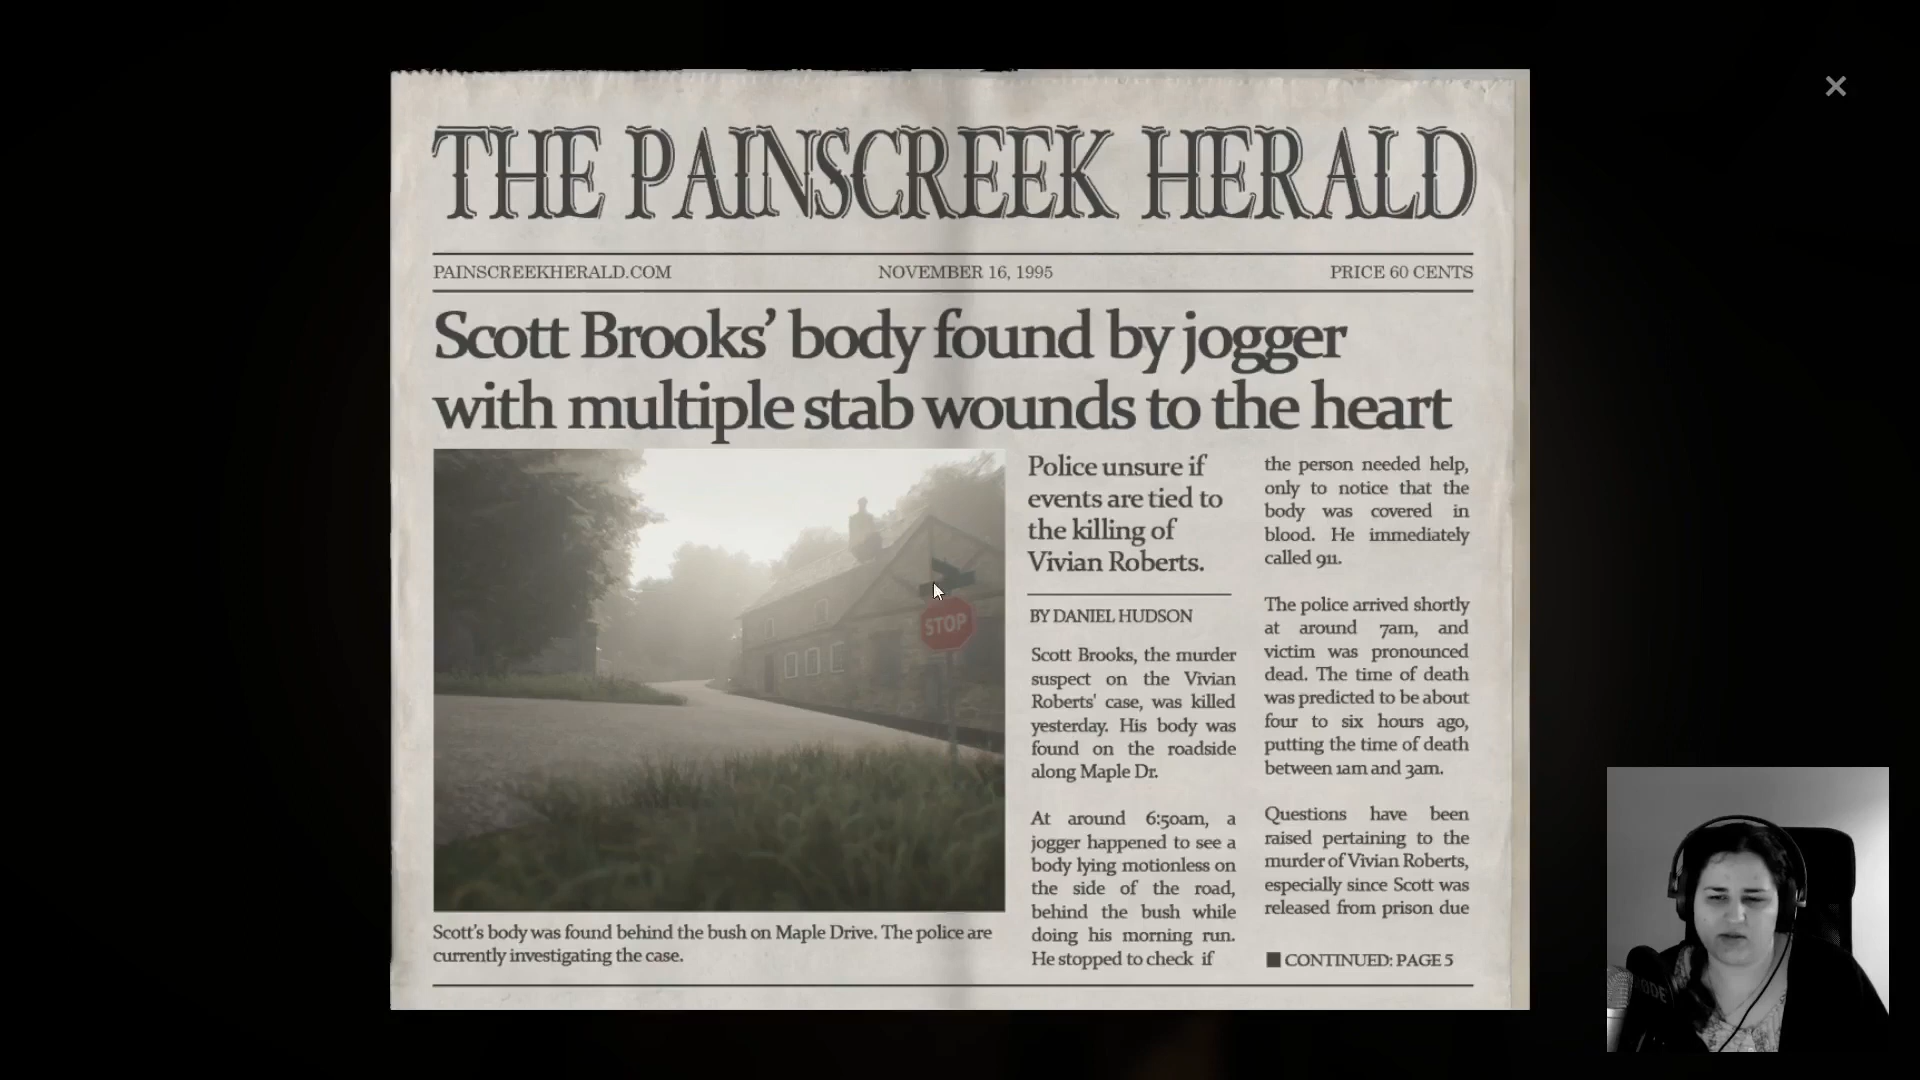 THE PAINSCREEK HERALD
PAINSCREEKHERALD.COM NOVEMBER 16, 1995 PRICE 60 CENTS
Scott Brooks’ body found by jogger
with multiple stab wounds to the heart
STOP
Scott's body was found behind the bush on Maple Drive. The police are
currently investigating the case.
Police unsure if
events are tied to
the killing of
Vivian Roberts.
BY DANIEL HUDSON
Scott Brooks, the murder
suspect on the Vivian
Roberts' case, was killed
yesterday. His body was
found on the roadside
along Maple Dr.
At around 6:50am, a
jogger happened to see a
body lying motionless on
the side of the road,
behind the bush while
doing his morning run.
He stopped to check if
the person needed help,
only to notice that the
body was covered in
blood. He immediately
called 911.
The police arrived shortly
at around 7am, and
victim was pronounced
dead. The time of death
was predicted to be about
four to six hours ago,
putting the time of death
between 1am and 3am.
Questions have been
raised pertaining to the
murder of Vivian Roberts,
especially since Scott was
released from prison due
CONTINUED: PAGE 5
RODE